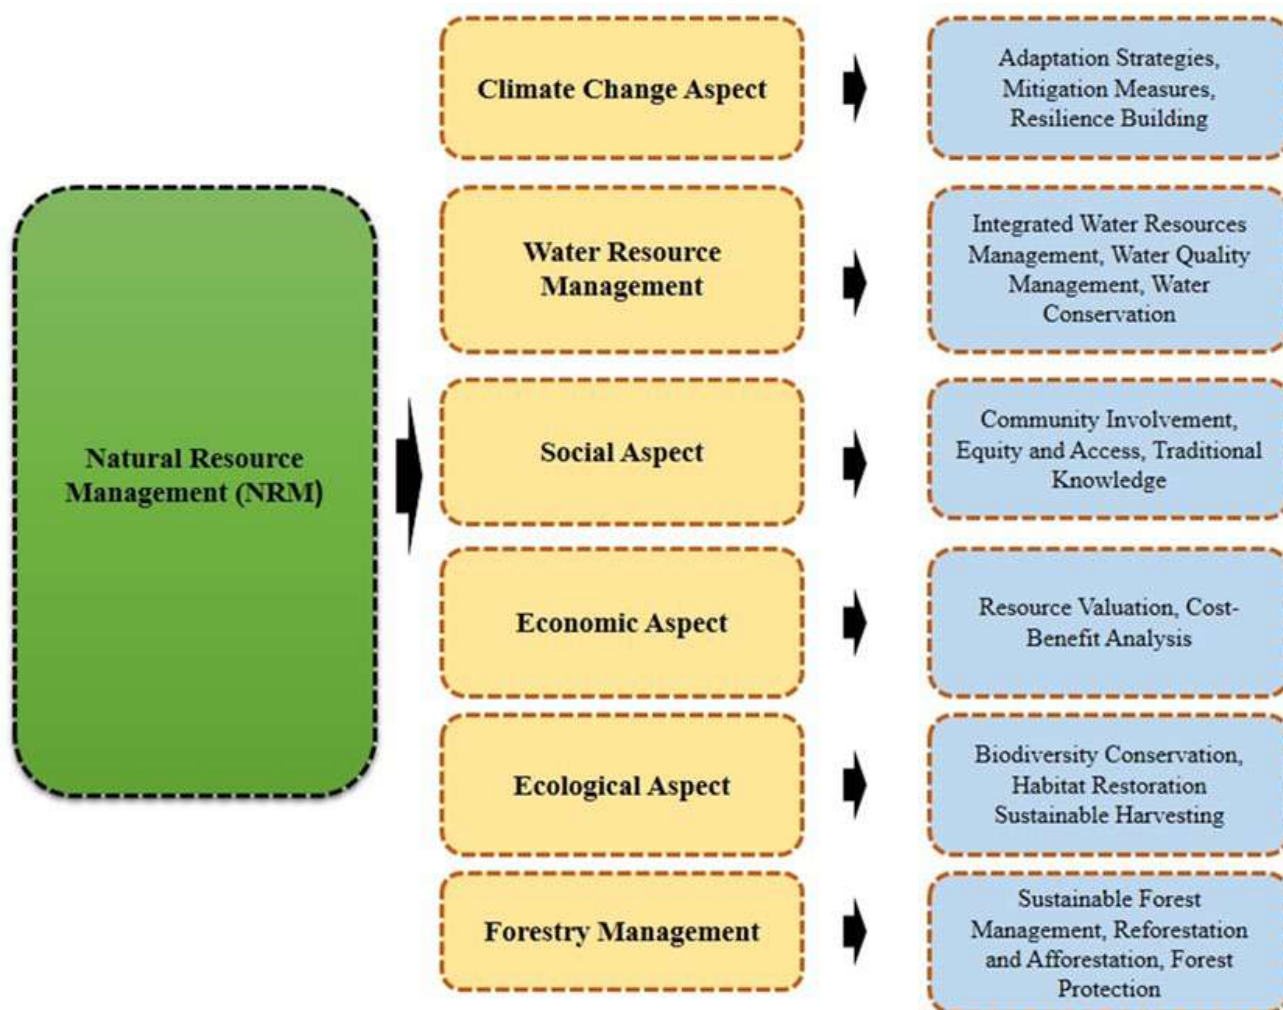 Natural Resource
Management (NRM)
Climate Change Aspect
Adaptation Strategies,
Mitigation Measures,
Resilience Building
Water Resource
Management
Integrated Water Resources
Management, Water Quality
Management, Water
Conservation
Social Aspect
Community Involvement,
Equity and Access, Traditional
Knowledge
Economic Aspect
Resource Valuation, Cost-
Benefit Analysis
Ecological Aspect
Biodiversity Conservation,
Habitat Restoration
Sustainable Harvesting
Forestry Management
Sustainable Forest
Management, Reforestation
and Afforestation, Forest
Protection